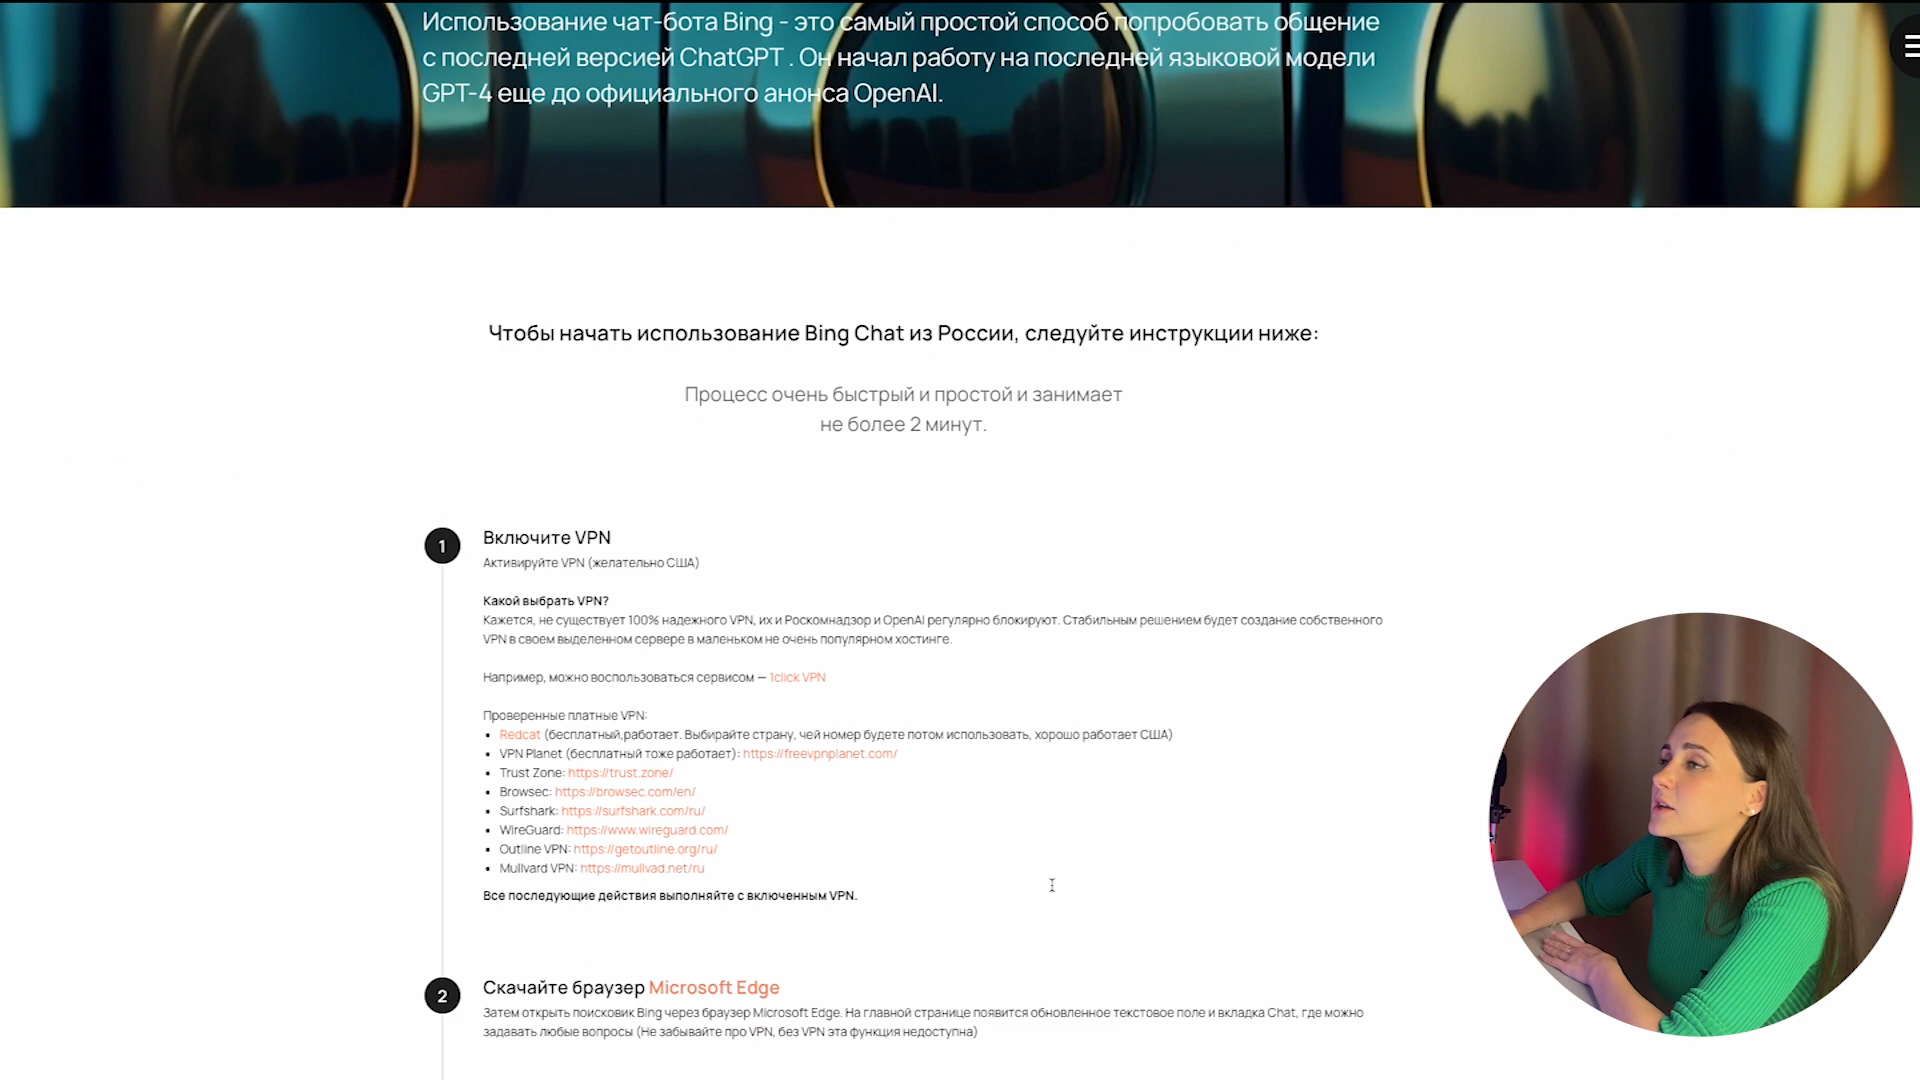 Использование чат-бота Bing - это самый простой способ попробовать общение
с последней версией ChatGPT . Он начал работу на последней языковой модели
GPT-4 еще до официального анонса OpenAI.
Чтобы начать использование Bing Chat из России, следуйте инструкции ниже:
Процесс очень быстрый и простой и занимает
не более 2 минут.
1
Включите VPN
Активируйте VPN (желательно США)
Какой выбрать VPN?
Кажется, не существует 100% надежного VPN, их и Роскомнадзор и OpenAI регулярно блокируют. Стабильным решением будет создание собственного
VPN в своем выделенном сервере в маленьком не очень популярном хостинге.
Например, можно воспользоваться сервисом — 1click VPN
Проверенные платные VPN:
• Redcat (бесплатный,работает. Выбирайте страну, чей номер будете потом использовать, хорошо работает США)
• VPN Planet (бесплатный тоже работает): https://freevpnplanet.com/
• Trust Zone: https://trust.zone/
• Browsec: https://browsec.com/en/
• Surfshark: https://surfshark.com/ru/
• WireGuard: https://www.wireguard.com/
• Outline VPN: https://getoutline.org/ru/
• Mullvard VPN: https://mullvad.net/ru
Все последующие действия выполняйте с включенным VPN.
2
Скачайте браузер Microsoft Edge
Затем открыть поисковик Bing через браузер Microsoft Edge. На главной странице появится обновленное текстовое поле и вкладка Chat, где можно
задавать любые вопросы (Не забывайте про VPN, без VPN эта функция недоступна)